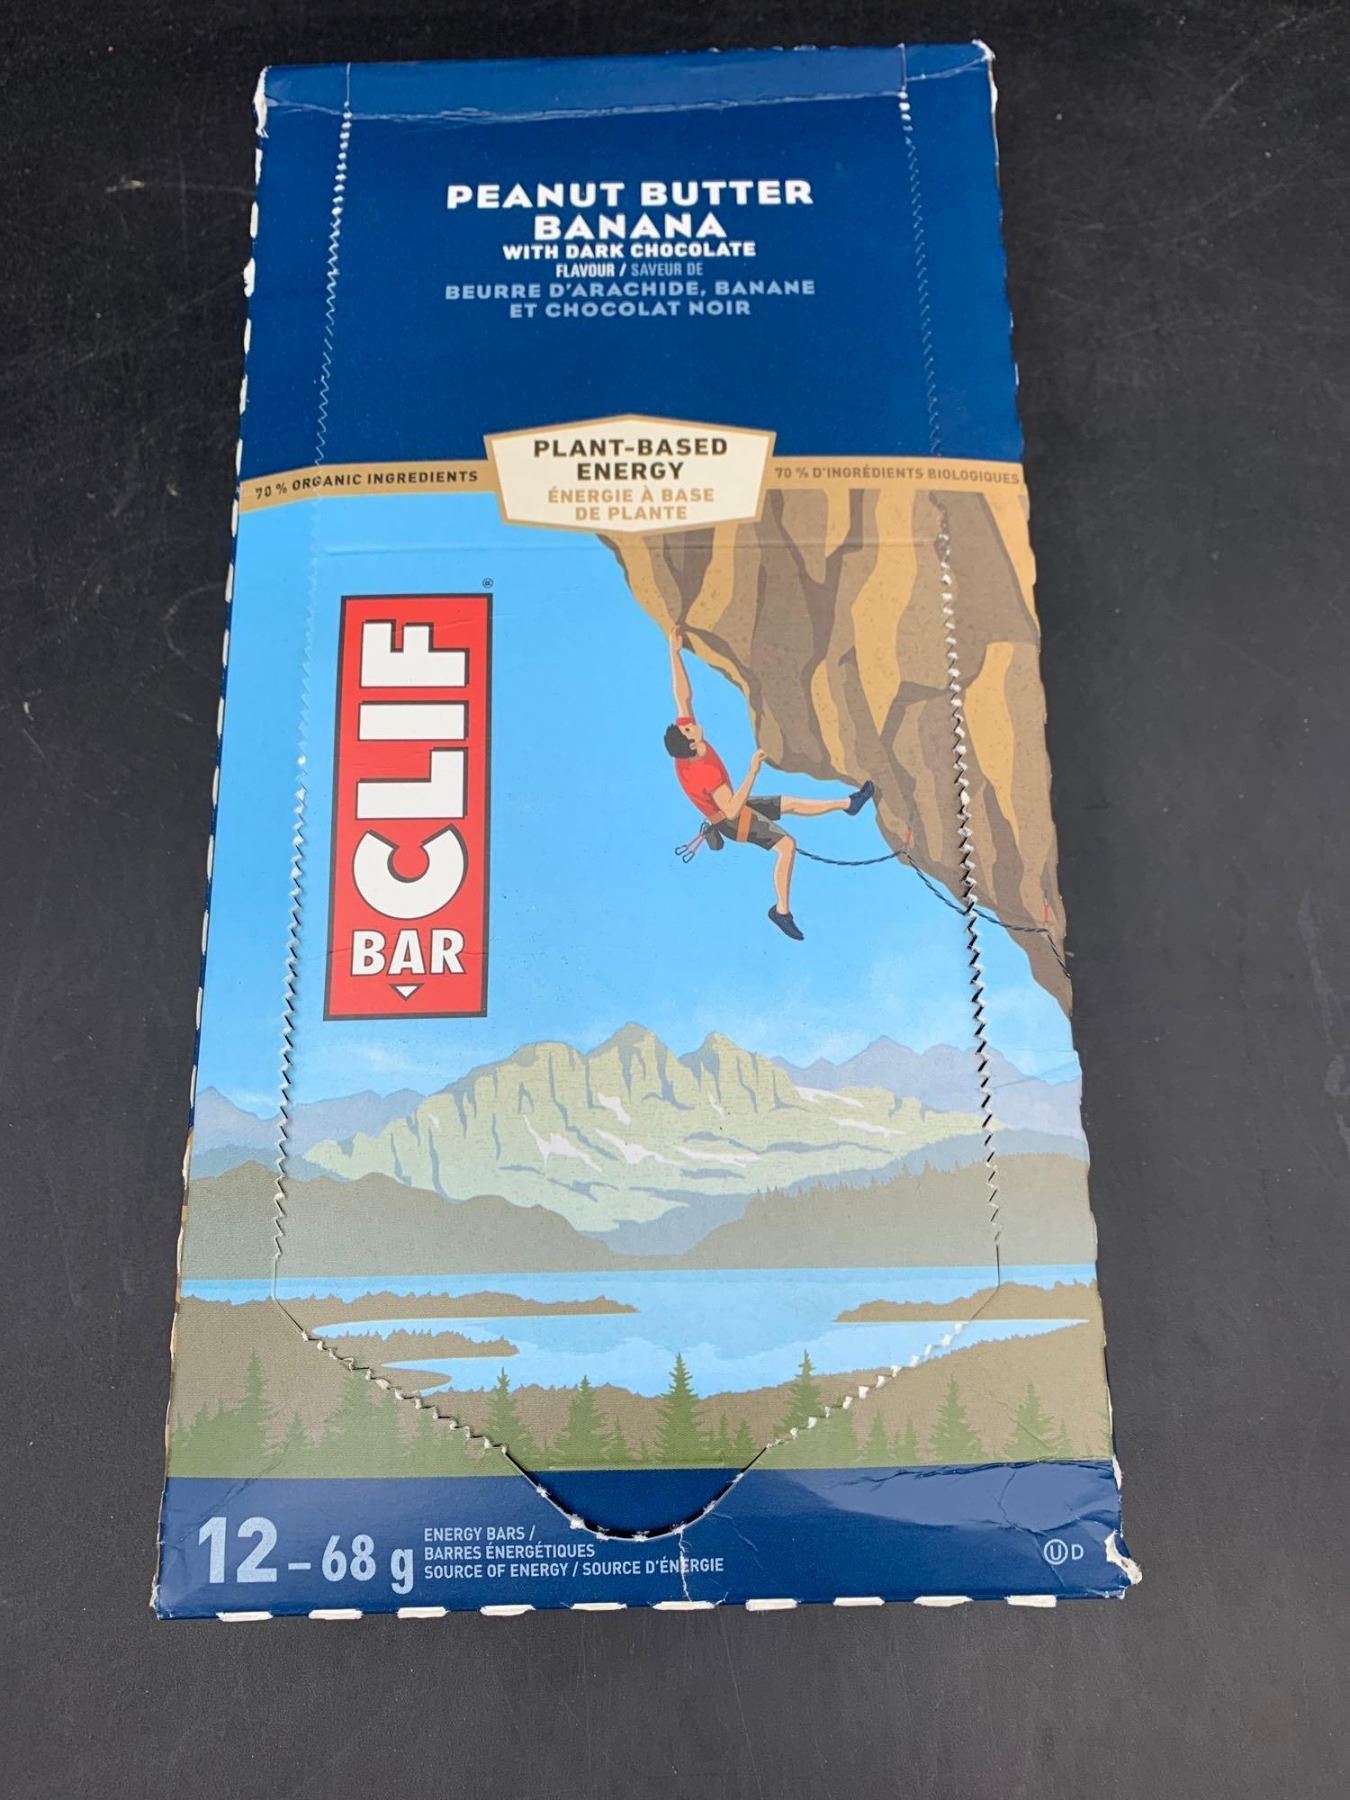 PEANUT BUTTER
BANANA
WITH DARK CHOCOLATE
FLAVOUR / SAVEUR DE
BEURRE D'ARACHIDE, BANANE
ET CHOCOLAT NOIR
PLANT-BASED
ENERGY
ÉNERGIE À BASE
DE PLANTE
70 % ORGANIC INGREDIENTS
70 % D'INGRÉDIENTS BIOLOGIQUES
CLIF®
BAR
12-68 g
ENERGY BARS /
BARRES ÉNERGÉTIQUES
SOURCE OF ENERGY / SOURCE D'ÉNERGIE
Ⓤ D